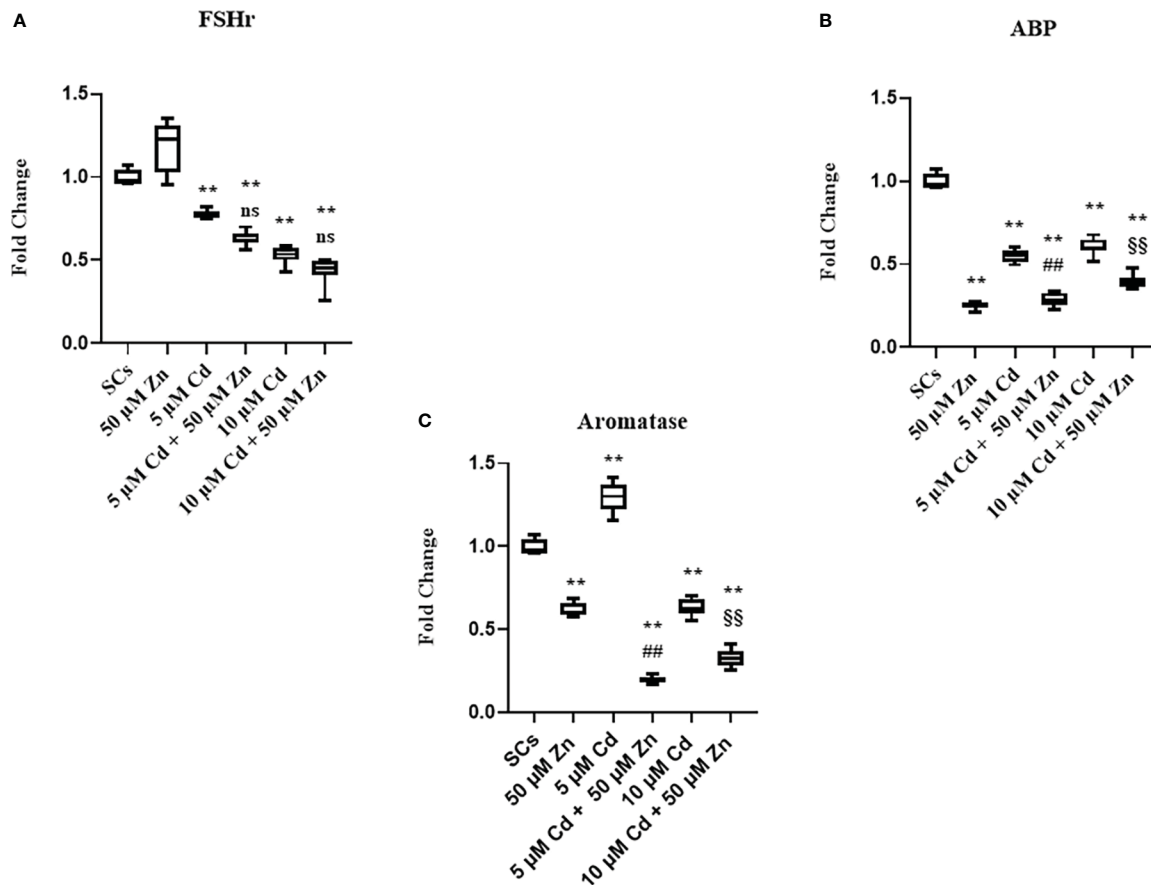 A
FSHr
Fold Change
1.5
1.0
0.5
0.0
**
**
ns
**
**
ns
SCs
50 µM Zn
5 µM Cd
5 µM Cd + 50 µM Zn
10 µM Cd
10 µM Cd + 50 µM Zn
B
ABP
Fold Change
1.5
1.0
0.5
0.0
**
**
**
##
**
**
§§
SCs
50 µM Zn
5 µM Cd
5 µM Cd + 50 µM Zn
10 µM Cd
10 µM Cd + 50 µM Zn
C
Aromatase
Fold Change
1.5
1.0
0.5
0.0
**
**
**
##
**
**
§§
SCs
50 µM Zn
5 µM Cd
5 µM Cd + 50 µM Zn
10 µM Cd
10 µM Cd + 50 µM Zn